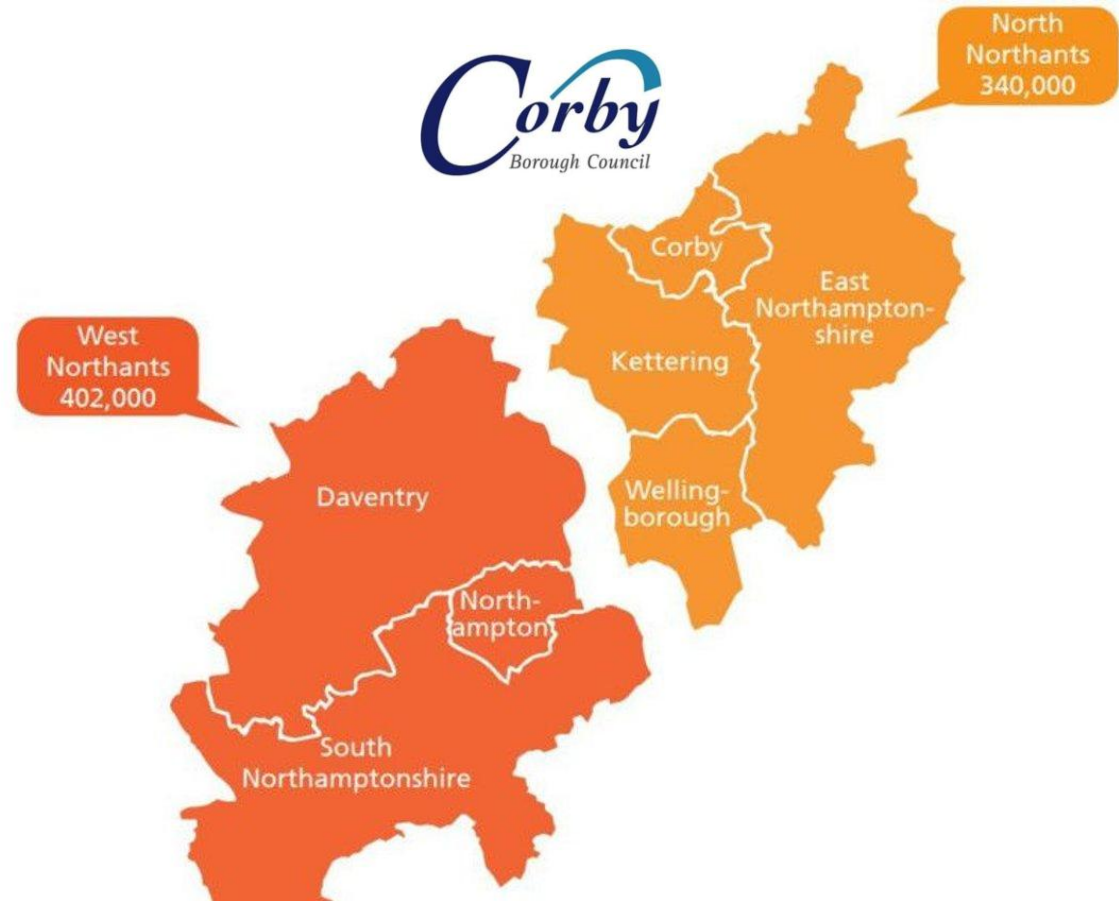 North
Northants
340,000
Corby
Borough Council
Corby
East
Northampton-
shire
West
Northants
402,000
Kettering
Daventry
Welling-
borough
North-
ampton
South
Northamptonshire